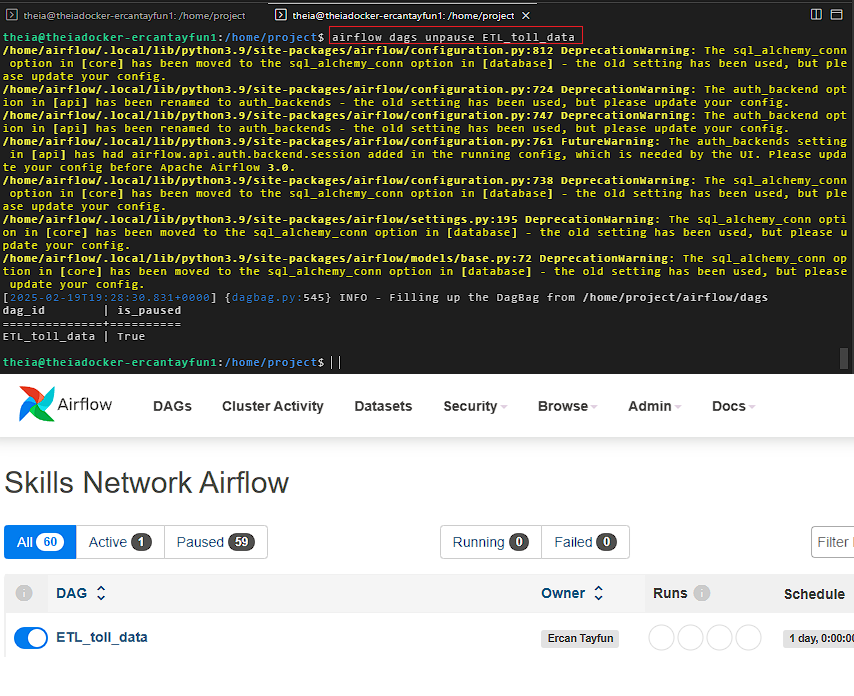 theia@theiadocker-ercantayfun1: /home/project theia@theiadocker-ercantayfun1: /home/project ×
theia@theiadocker-ercantayfun1:/home/project$ airflow dags unpause ETL_toll_data
/home/airflow/.local/lib/python3.9/site-packages/airflow/configuration.py:812 DeprecationWarning: The sql_alchemy_conn
option in [core] has been moved to the sql_alchemy_conn option in [database] - the old setting has been used, but ple
ase update your config.
/home/airflow/.local/lib/python3.9/site-packages/airflow/configuration.py:724 DeprecationWarning: The auth_backend opt
ion in [api] has been renamed to auth_backends - the old setting has been used, but please update your config.
/home/airflow/.local/lib/python3.9/site-packages/airflow/configuration.py:747 DeprecationWarning: The auth_backend opt
ion in [api] has been renamed to auth_backends - the old setting has been used, but please update your config.
/home/airflow/.local/lib/python3.9/site-packages/airflow/configuration.py:761 FutureWarning: The auth_backends setting
in [api] has had airflow.api.auth.backend.session added in the running config, which is needed by the UI. Please upda
te your config before Apache Airflow 3.0.
/home/airflow/.local/lib/python3.9/site-packages/airflow/configuration.py:738 DeprecationWarning: The sql_alchemy_conn
option in [core] has been moved to the sql_alchemy_conn option in [database] - the old setting has been used, but ple
ase update your config.
/home/airflow/.local/lib/python3.9/site-packages/airflow/settings.py:195 DeprecationWarning: The sql_alchemy_conn opti
on in [core] has been moved to the sql_alchemy_conn option in [database] - the old setting has been used, but please u
pdate your config.
/home/airflow/.local/lib/python3.9/site-packages/airflow/models/base.py:72 DeprecationWarning: The sql_alchemy_conn op
tion in [core] has been moved to the sql_alchemy_conn option in [database] - the old setting has been used, but please
update your config.
[2025-02-19T19:28:30.831+0000] {dagbag.py:545} INFO - Filling up the DagBag from /home/project/airflow/dags
dag_id | is_paused
==============+==========
ETL_toll_data | True
theia@theiadocker-ercantayfun1:/home/project$
Airflow DAGs Cluster Activity Datasets Security Browse Admin Docs
Skills Network Airflow
All 60 Active 1 Paused 59 Running 0 Failed 0 Filter
DAG Owner Runs Schedule
ETL_toll_data Ercan Tayfun 1 day, 0:00:00